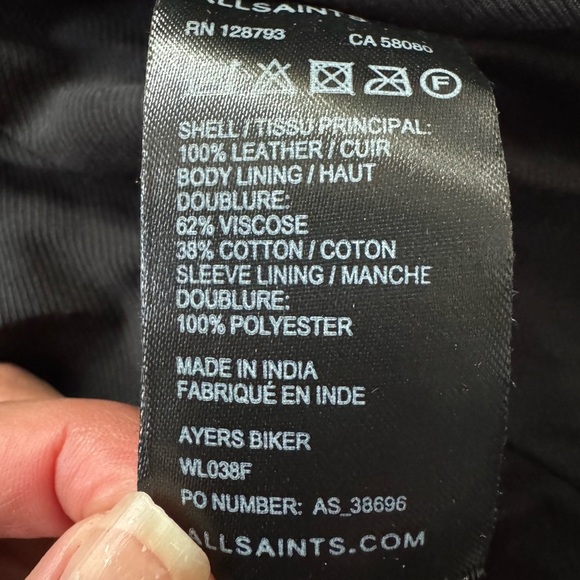 ALLSAINTS
RN 128793 CA 58080
F
SHELL / TISSU PRINCIPAL:
100% LEATHER / CUIR
BODY LINING / HAUT
DOUBLURE:
62% VISCOSE
38% COTTON / COTON
SLEEVE LINING / MANCHE
DOUBLURE:
100% POLYESTER
MADE IN INDIA
FABRIQUÉ EN INDE
AYERS BIKER
WL038F
PO NUMBER: AS_38696
ALLSAINTS.COM